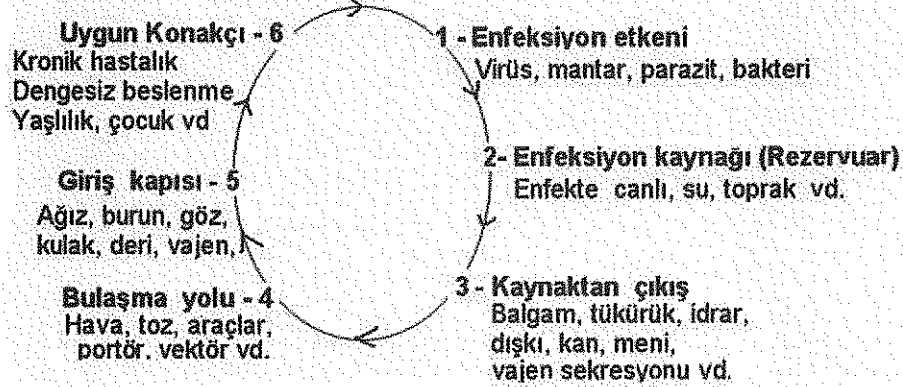 Uygun Konakçı - 6
Kronik hastalık
Dengesiz beslenme
Yaşlılık, çocuk vd
1 - Enfeksiyon etkeni
Virüs, mantar, parazit, bakteri
2- Enfeksiyon kaynağı (Rezervuar)
Enfekte canlı, su, toprak vd.
Giriş kapısı - 5
Ağız, burun, göz,
kulak, deri, vajen,
3 - Kaynaktan çıkış
Balgam, tükürük, idrar,
dışkı, kan, meni,
vajen sekresyonu vd.
Bulaşma yolu - 4
Hava, toz, araçlar,
portör. vektör vd.